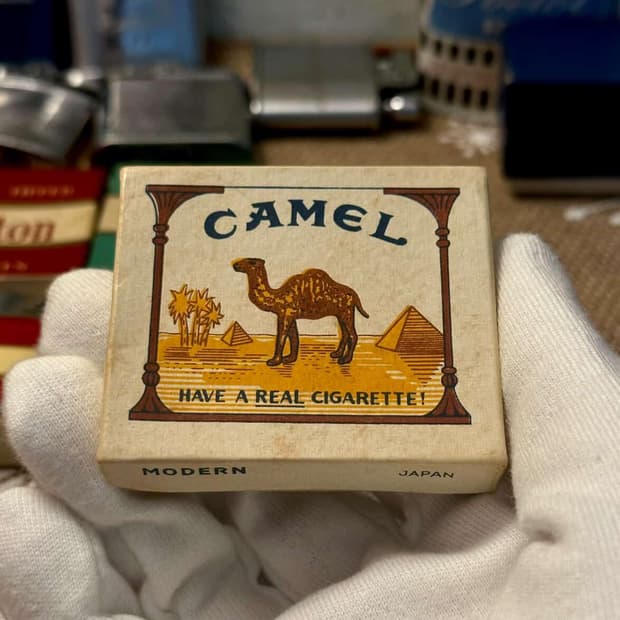 CAMEL
HAVE A REAL CIGARETTE!
MODERN
JAPAN